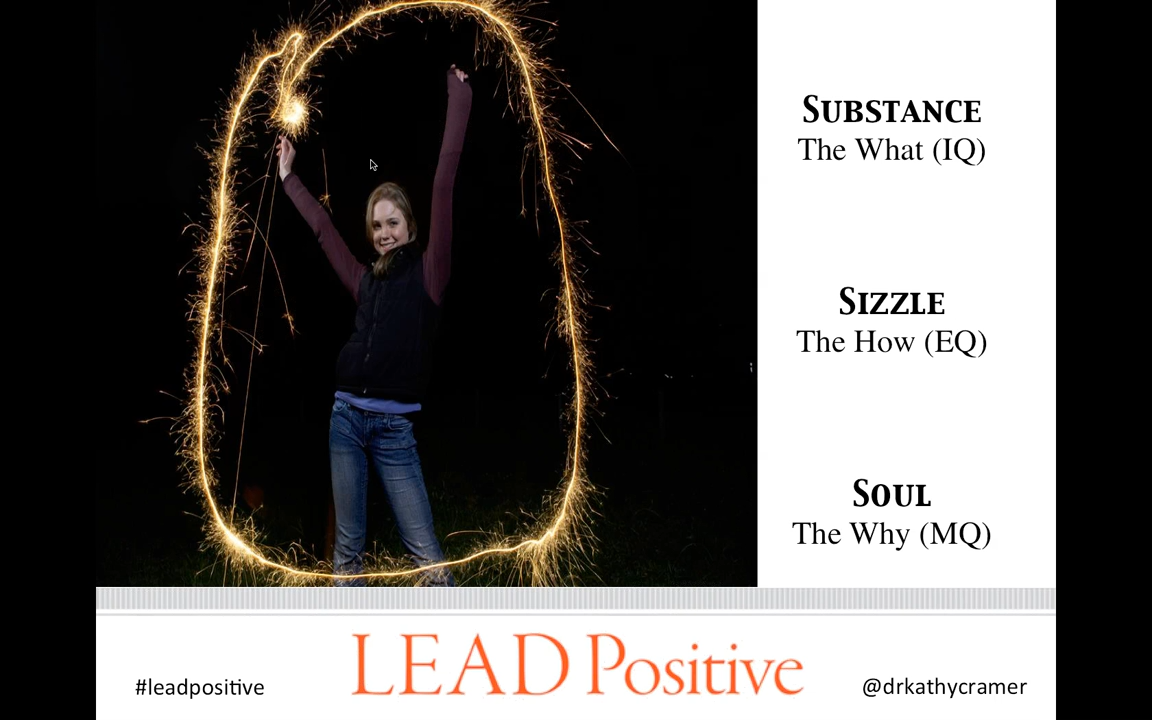 SUBSTANCE
The What (IQ)
SIZZLE
The How (EQ)
SOUL
The Why (MQ)
#leadpositive
LEAD Positive
@drkathycramer